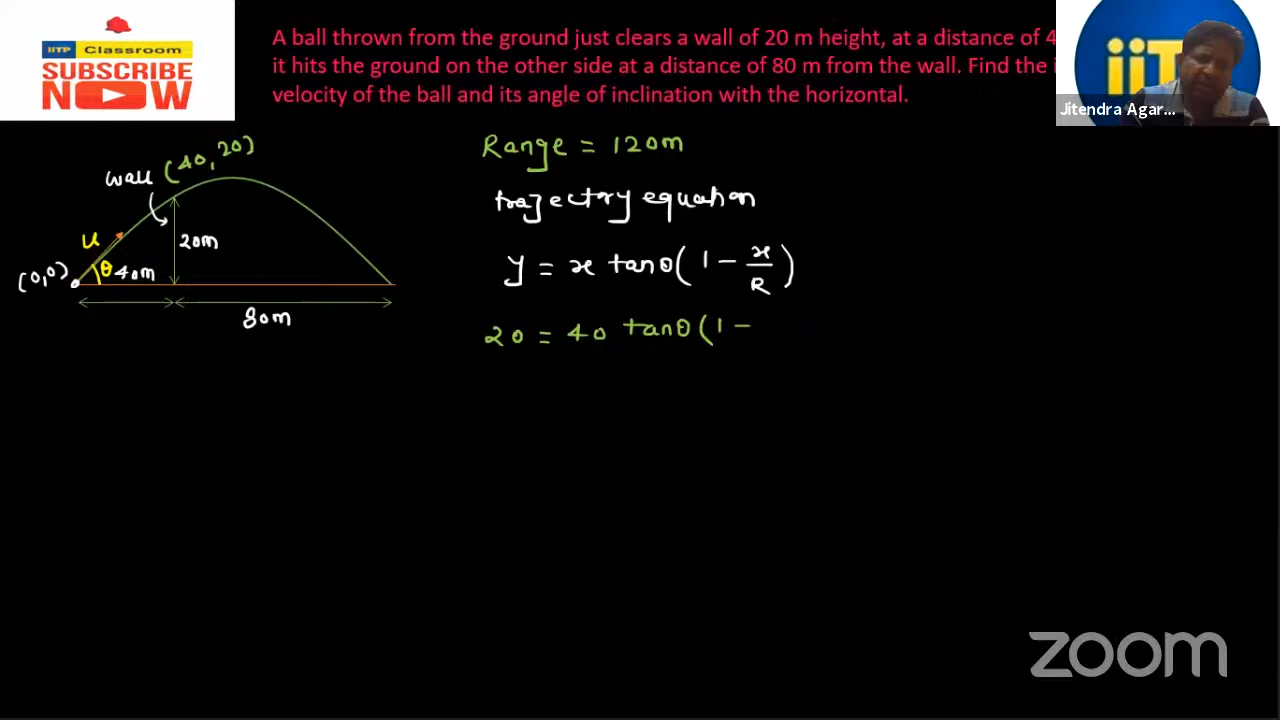 IITP Classroom
SUBSCRIBE
NOW
A ball thrown from the ground just clears a wall of 20 m height, at a distance of 4
it hits the ground on the other side at a distance of 80 m from the wall. Find the i
velocity of the ball and its angle of inclination with the horizontal.
iiT
Jitendra Agar...
wall (40,20)
u
20m
(0,0) θ 40m
80m
Range = 120m
trajectory equation
y = x tanθ(1 - x/R)
20 = 40 tanθ(1 -
zoom